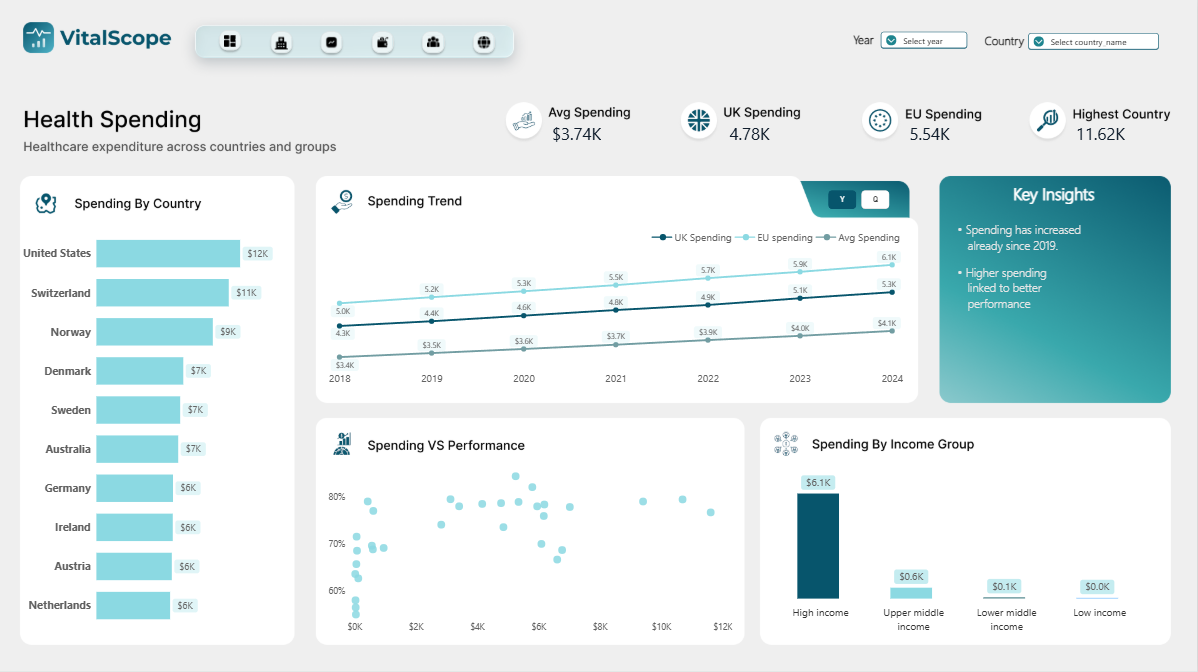 VitalScope
Year
Select year
Country
Select country_name
Health Spending
Healthcare expenditure across countries and groups
Avg Spending
$3.74K
UK Spending
4.78K
EU Spending
5.54K
Highest Country
11.62K
Spending By Country
United States
$12K
Switzerland
$11K
Norway
$9K
Denmark
$7K
Sweden
$7K
Australia
$7K
Germany
$6K
Ireland
$6K
Austria
$6K
Netherlands
$6K
Spending Trend
Y
Q
UK Spending
EU spending
Avg Spending
5.0K
5.2K
5.3K
5.5K
5.7K
5.9K
6.1K
4.3K
4.4K
4.6K
4.8K
4.9K
5.1K
5.3K
$3.4K
$3.5K
$3.6K
$3.7K
$3.9K
$4.0K
$4.1K
2018
2019
2020
2021
2022
2023
2024
Key Insights
• Spending has increased
already since 2019.
• Higher spending
linked to better
performance
Spending VS Performance
80%
70%
60%
$0K
$2K
$4K
$6K
$8K
$10K
$12K
Spending By Income Group
$6.1K
$0.6K
$0.1K
$0.0K
High income
Upper middle
income
Lower middle
income
Low income